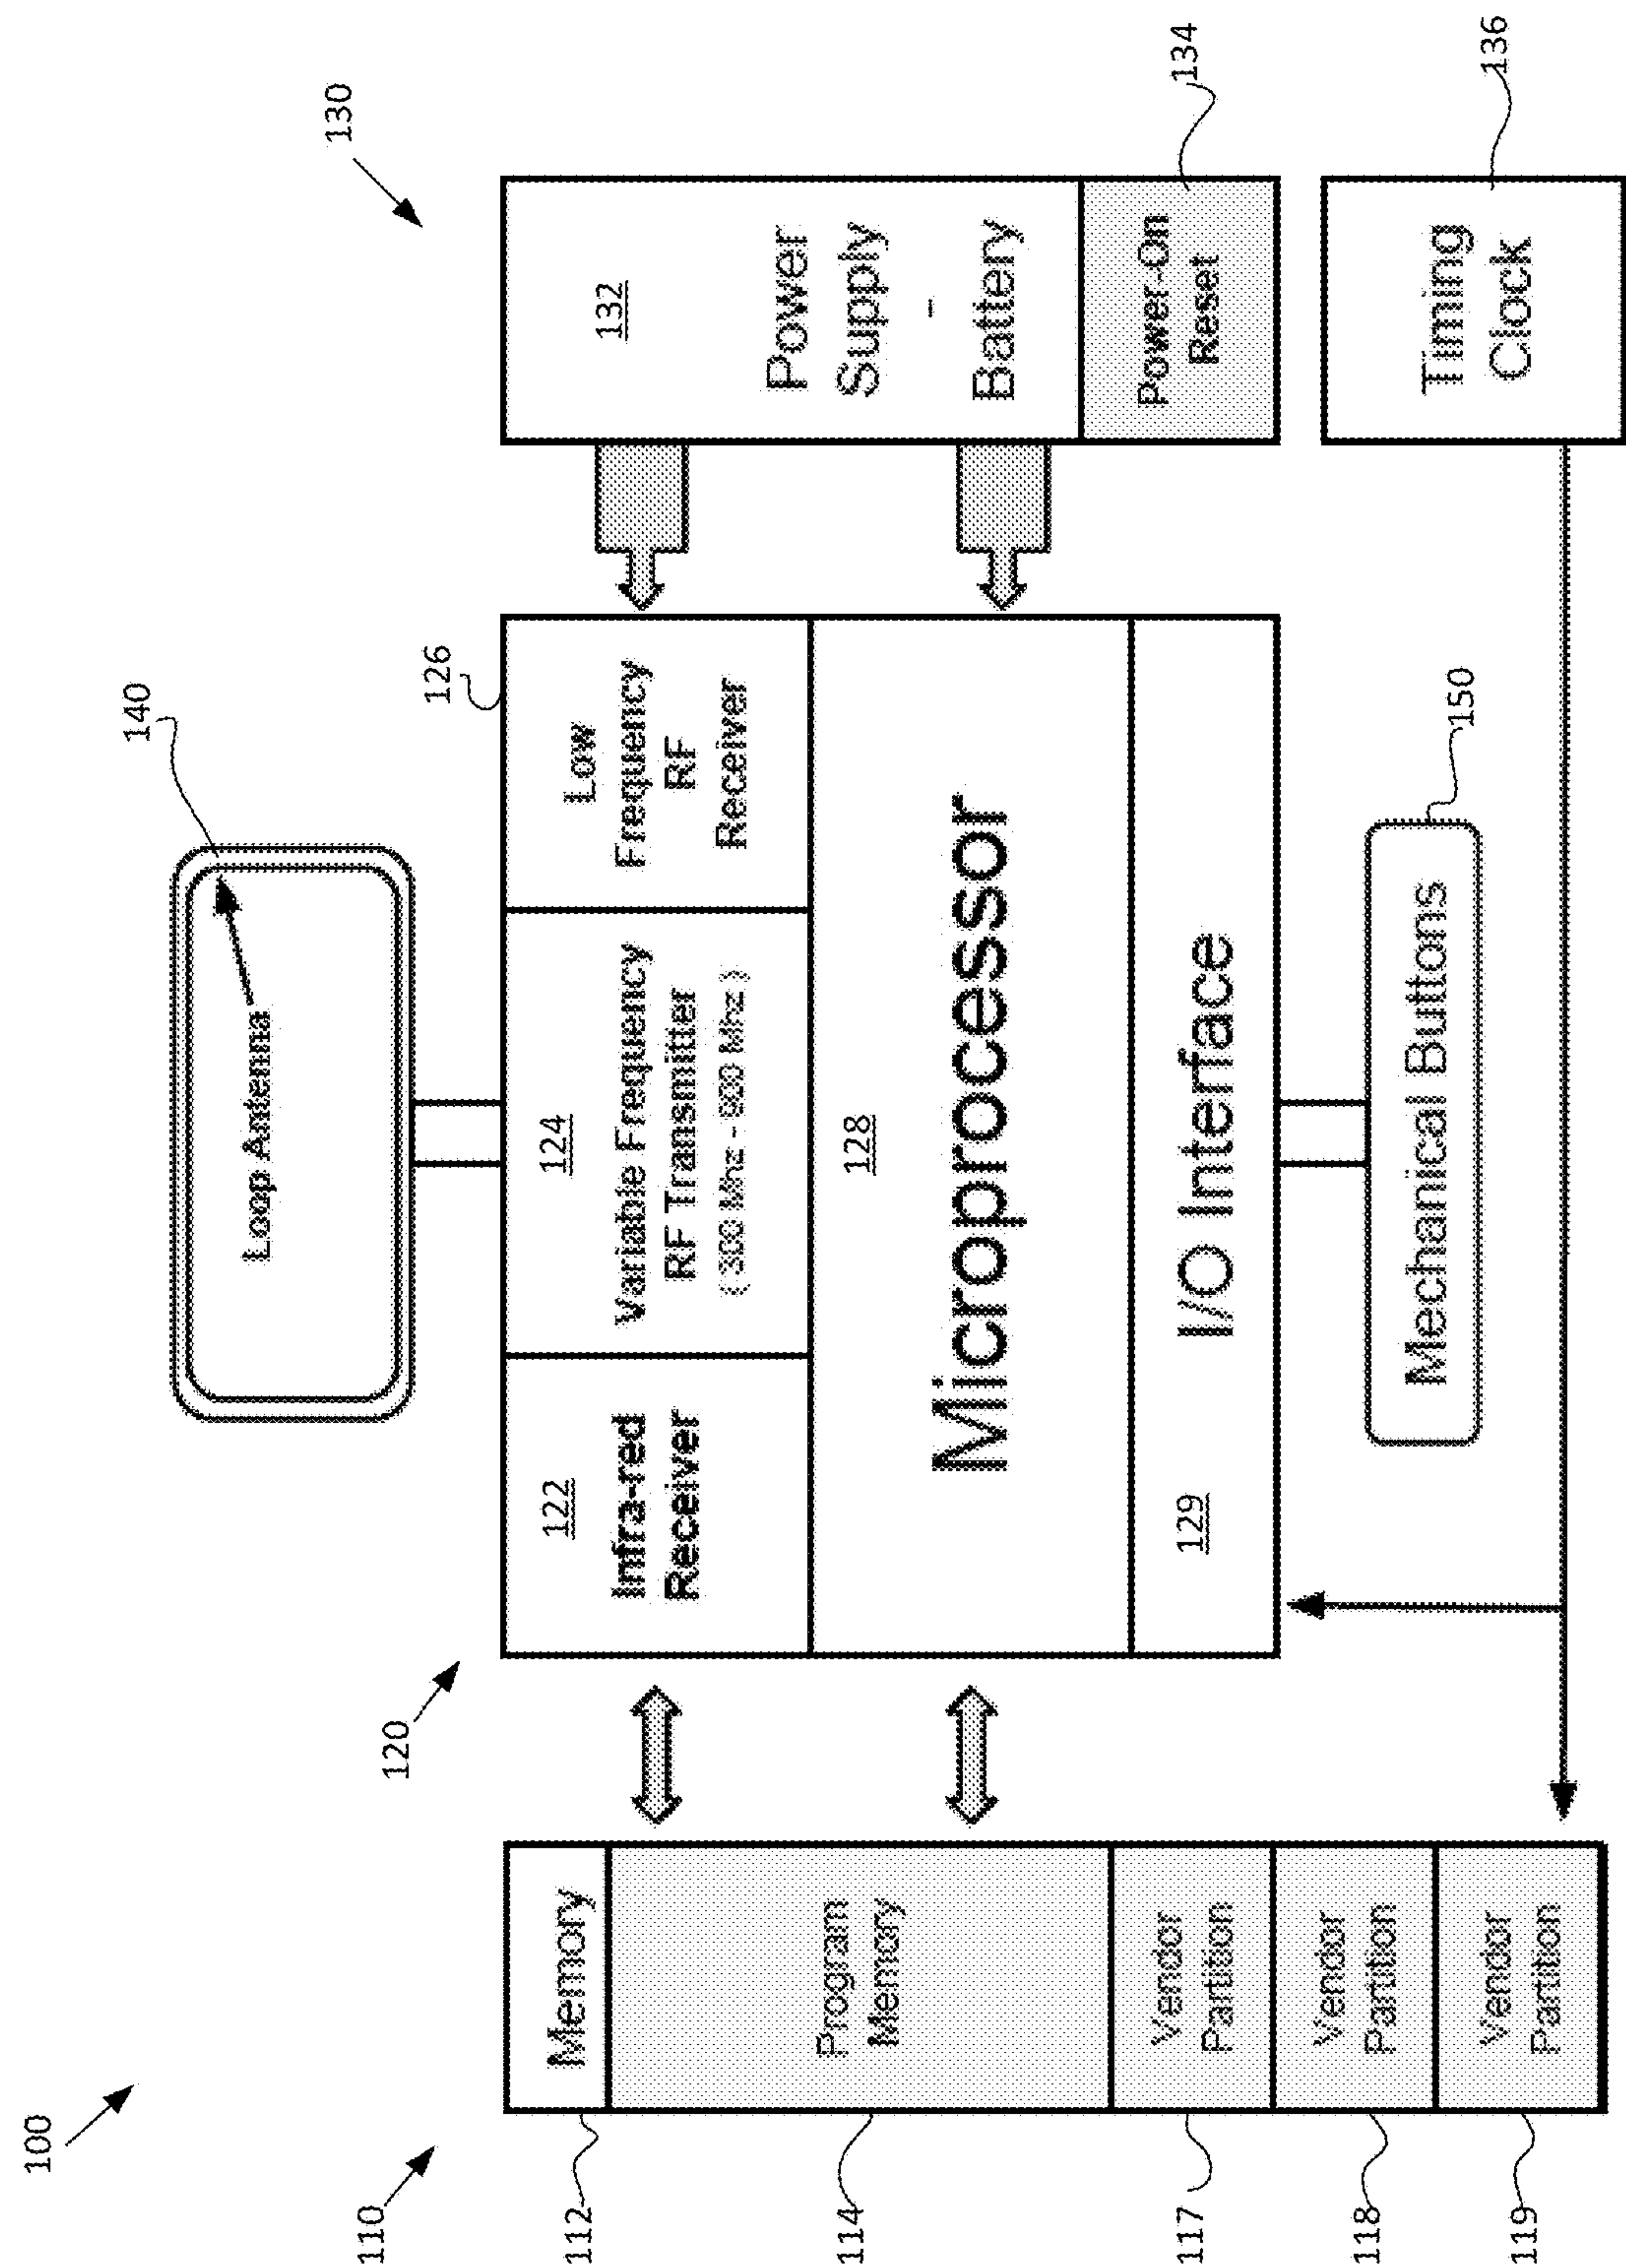 100
140
130
Loop Antenna
110
120
126
112
Memory
122
Infra-red
Receiver
124
Variable Frequency
RF Transmitter
( 300 Mhz - 900 Mhz )
Low
Frequency
RF
Receiver
132
Power
Supply
-
Battery
114
Program
Memory
128
Microprocessor
117
Vendor
Partition
129
I/O Interface
Power-On
Reset
134
118
Vendor
Partition
Mechanical Buttons
150
119
Vendor
Partition
Timing
Clock
136